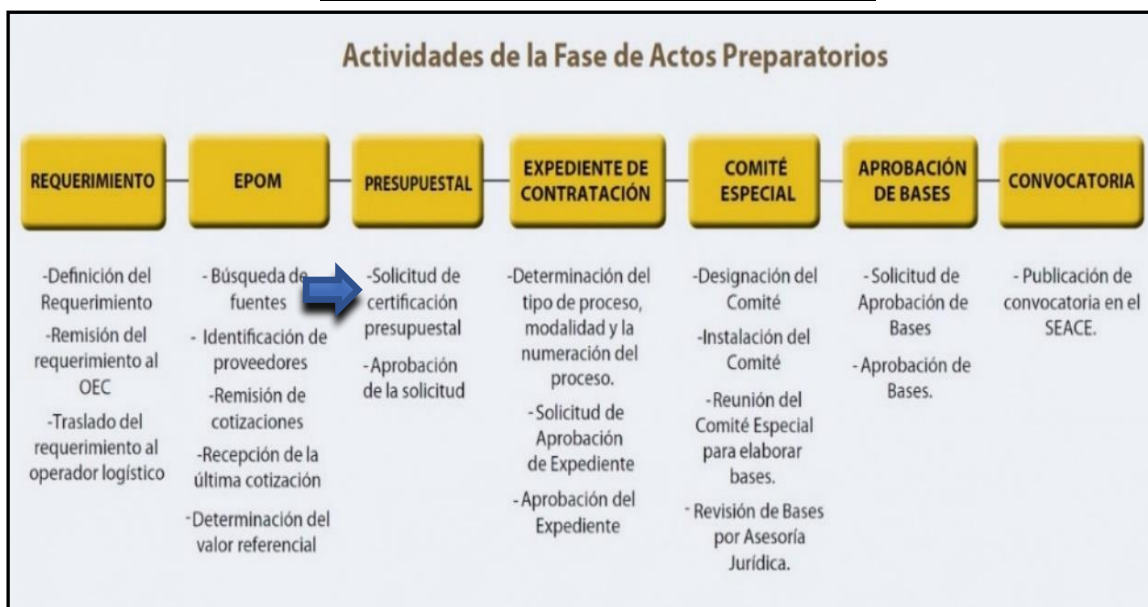 Actividades de la Fase de Actos Preparatorios
REQUERIMIENTO
-Definición del
Requerimiento
-Remisión del
requerimiento al
OEC
-Traslado del
requerimiento al
operador logístico
EPOM
- Búsqueda de
fuentes
- Identificación de
proveedores
-Remisión de
cotizaciones
-Recepción de la
última cotización
-Determinación del
valor referencial
PRESUPUESTAL
-Solicitud de
certificación
presupuestal
-Aprobación
de la solicitud
EXPEDIENTE DE
CONTRATACIÓN
-Determinación del
tipo de proceso,
modalidad y la
numeración del
proceso.
-Solicitud de
Aprobación
de Expediente
-Aprobación del
Expediente
COMITÉ
ESPECIAL
-Designación del
Comité
-Instalación del
Comité
-Reunión del
Comité Especial
para elaborar
bases.
- Revisión de Bases
por Asesoría
Jurídica.
APROBACIÓN
DE BASES
- Solicitud de
Aprobación de
Bases
- Aprobación de
Bases.
CONVOCATORIA
- Publicación de
convocatoria en el
SEACE.